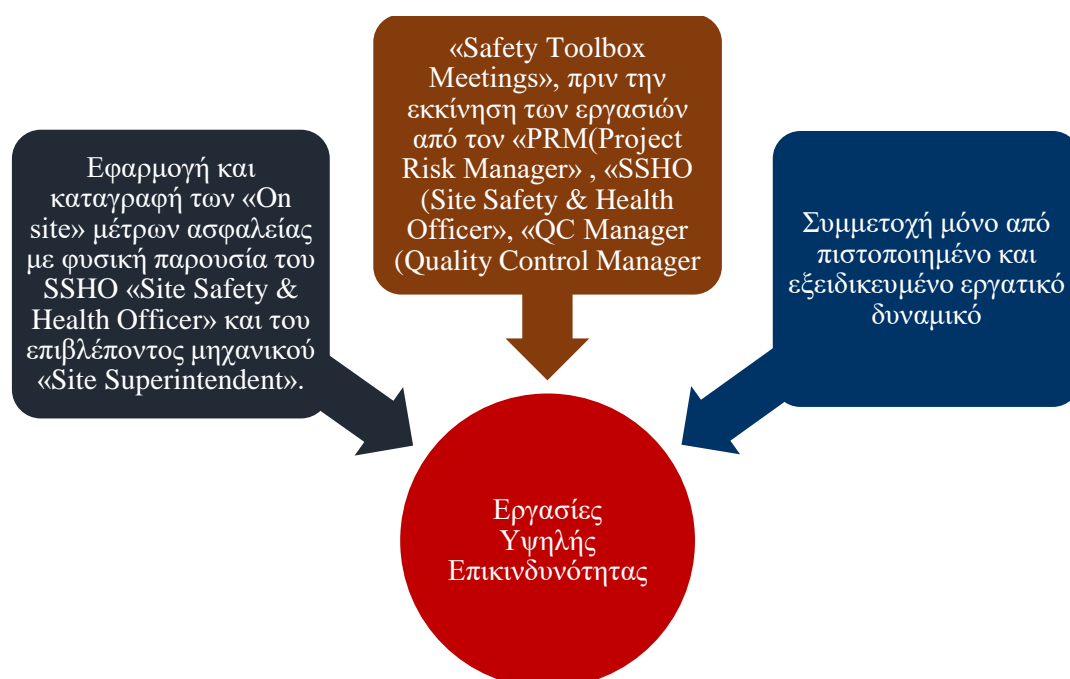 «Safety Toolbox
Meetings», πριν την
εκκίνηση των εργασιών
από τον «PRM(Project
Risk Manager» , «SSHO
(Site Safety & Health
Officer», «QC Manager
(Quality Control Manager
Εφαρμογή και
καταγραφή των «On
site» μέτρων ασφαλείας
με φυσική παρουσία του
SSHO «Site Safety &
Health Officer» και του
επιβλέποντος μηχανικού
«Site Superintendent».
Συμμετοχή μόνο από
πιστοποιημένο και
εξειδικευμένο εργατικό
δυναμικό
Εργασίες
Υψηλής
Επικινδυνότητας